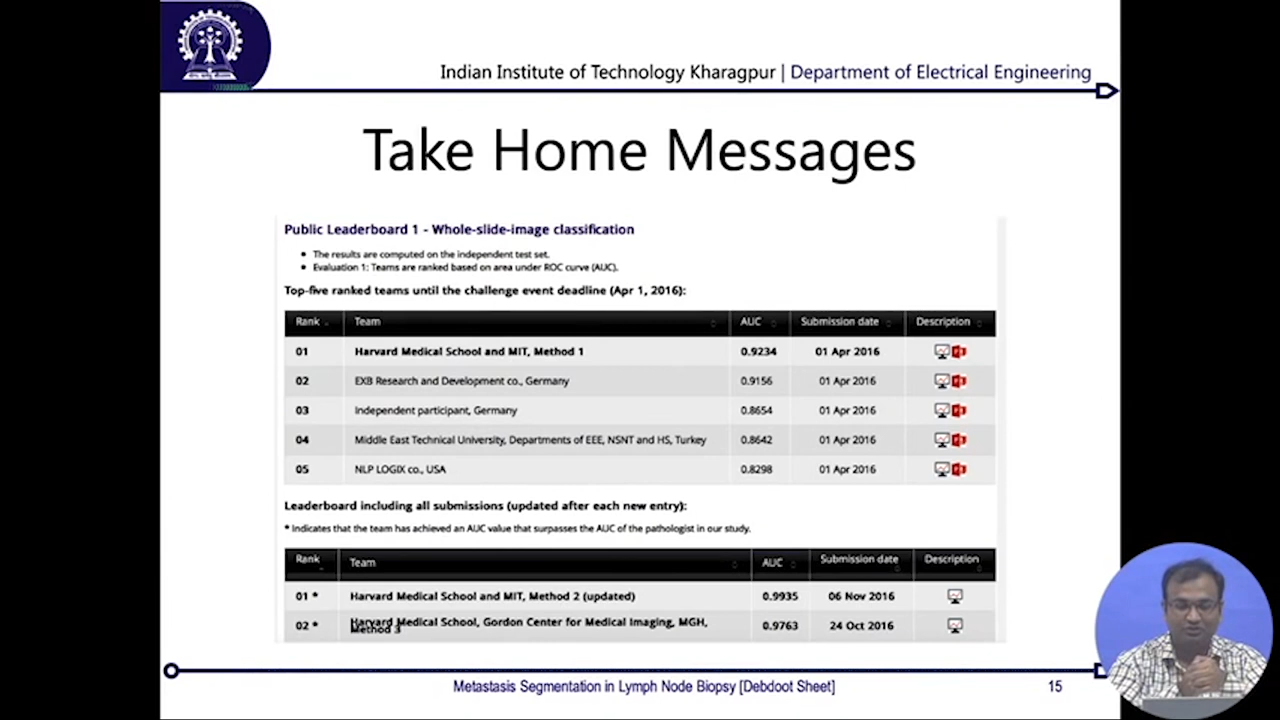 Indian Institute of Technology Kharagpur | Department of Electrical Engineering
Take Home Messages
Public Leaderboard 1 - Whole-slide-image classification
• The results are computed on the independent test set.
• Evaluation 1: Teams are ranked based on area under ROC curve (AUC).
Top-five ranked teams until the challenge event deadline (Apr 1, 2016):
Rank Team AUC Submission date Description
01 Harvard Medical School and MIT, Method 1 0.9234 01 Apr 2016
02 EXB Research and Development co., Germany 0.9156 01 Apr 2016
03 Independent participant, Germany 0.8654 01 Apr 2016
04 Middle East Technical University, Departments of EEE, NSNT and HS, Turkey 0.8642 01 Apr 2016
05 NLP LOGIX co., USA 0.8298 01 Apr 2016
Leaderboard including all submissions (updated after each new entry):
* Indicates that the team has achieved an AUC value that surpasses the AUC of the pathologist in our study.
Rank Team AUC Submission date Description
01 * Harvard Medical School and MIT, Method 2 (updated) 0.9935 06 Nov 2016
02 * Harvard Medical School, Gordon Center for Medical Imaging, MGH, 0.9763 24 Oct 2016
Method 3
Metastasis Segmentation in Lymph Node Biopsy [Debdoot Sheet] 15